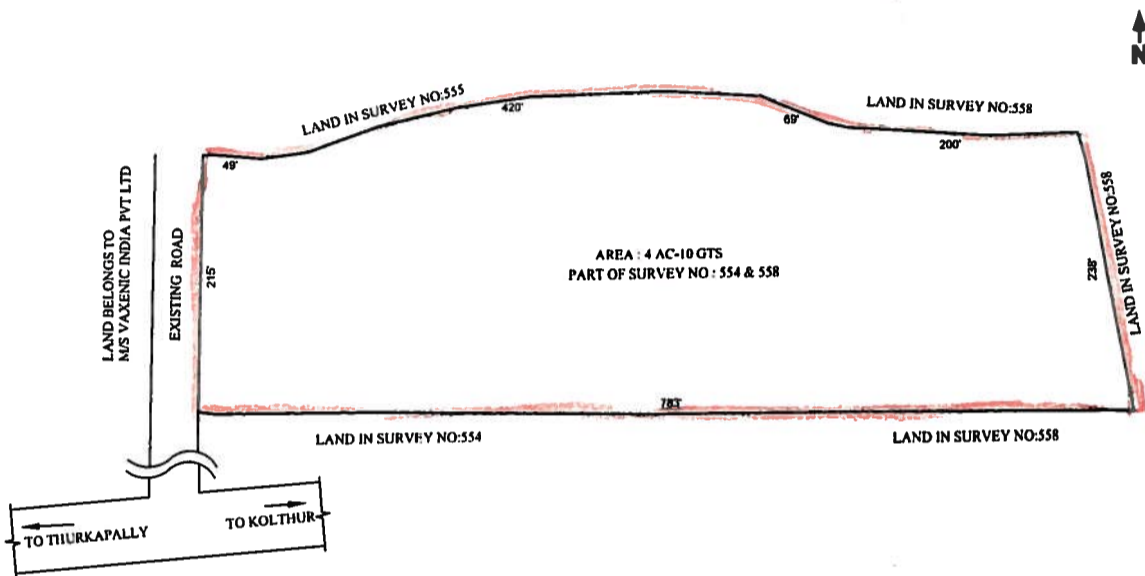 N
LAND IN SURVEY NO:555
420'
69'
LAND IN SURVEY NO:558
200'
49'
LAND BELONGS TO
M/S VAXENIC INDIA PVT LTD
EXISTING ROAD
215'
AREA : 4 AC-10 GTS
PART OF SURVEY NO : 554 & 558
238'
LAND IN SURVEY NO:558
783'
LAND IN SURVEY NO:554
LAND IN SURVEY NO:558
TO THURKAPALLY
TO KOLTHUR